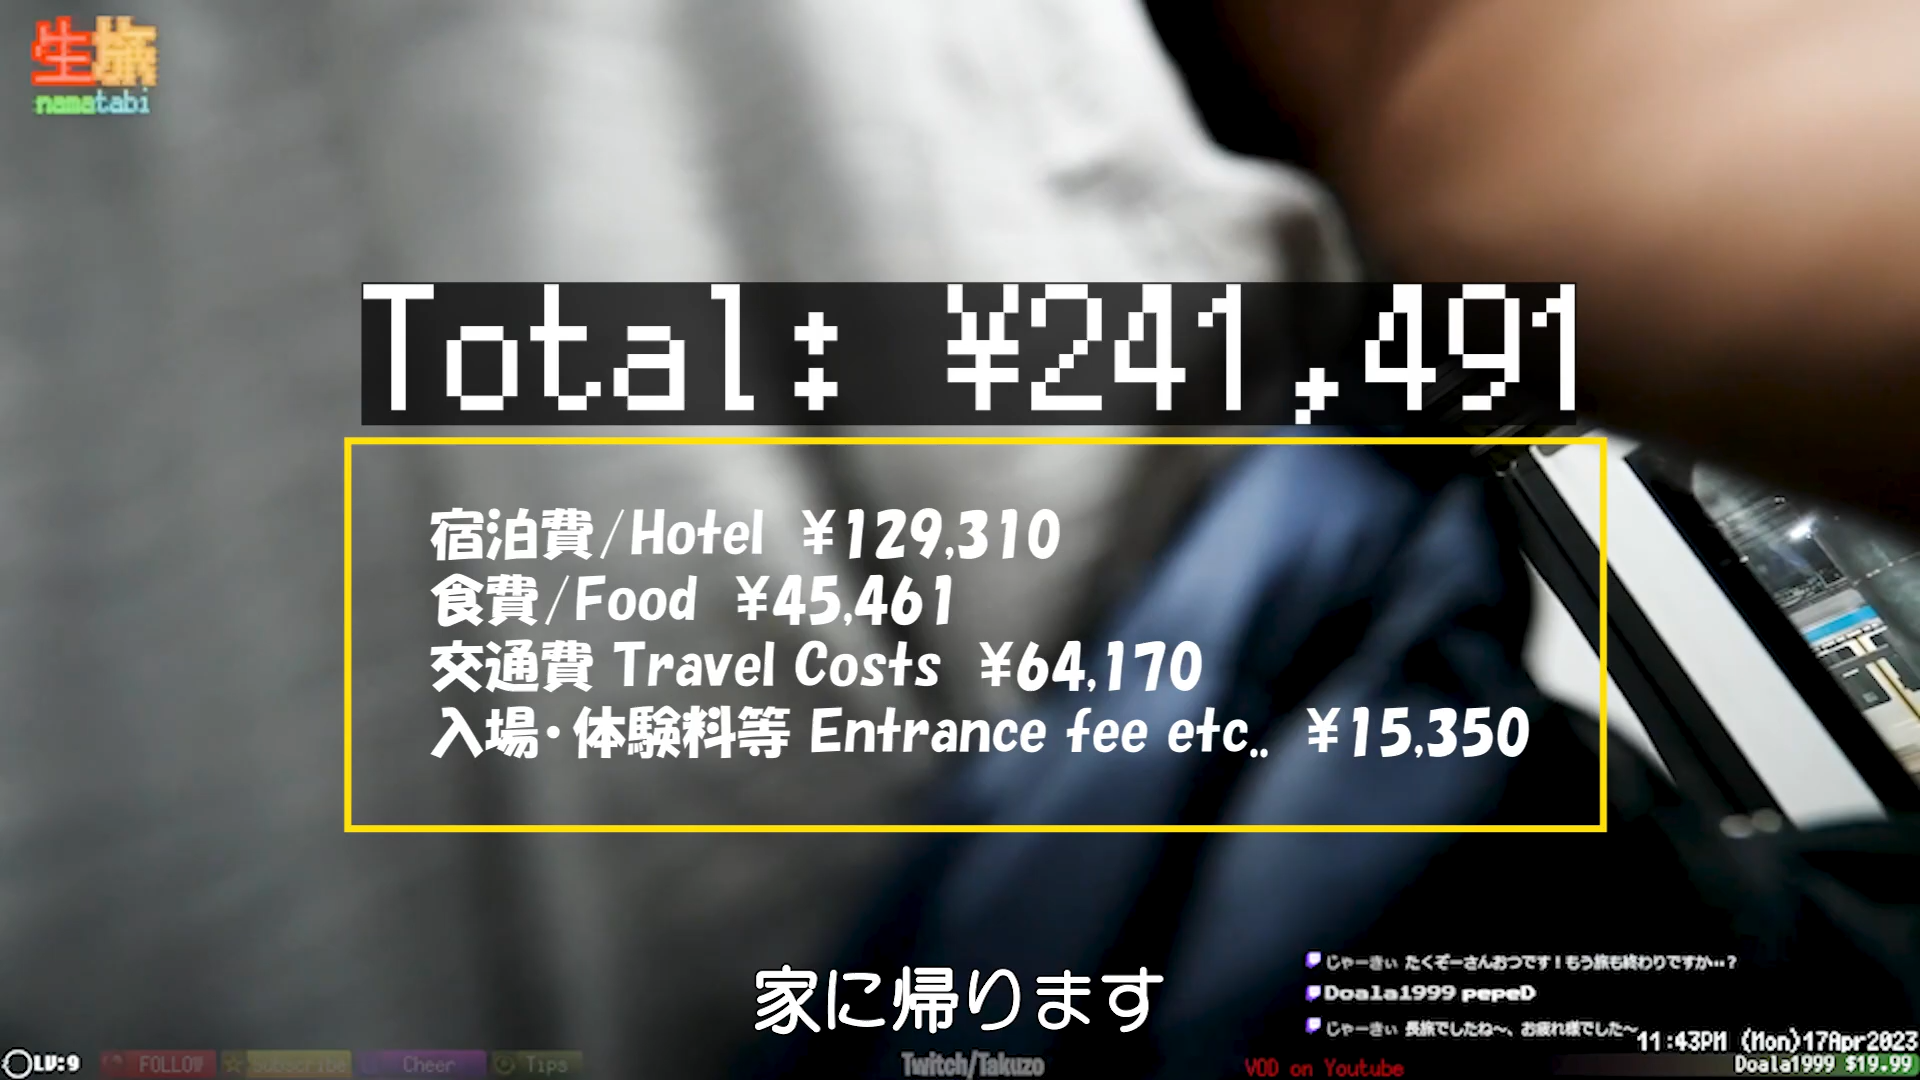 生旅
namatabi
Total: ¥241,491
宿泊費/Hotel ¥129,310
食費/Food ¥45,461
交通費 Travel Costs ¥64,170
入場・体験料等 Entrance fee etc.. ¥15,350
家に帰ります
じゃーきぃ たくぞーさんおつです！もう旅も終わりですか…？
Doala1999 pepeD
じゃーきぃ 長旅でしたね〜、お疲れ様でした〜
11:43PM (Mon)17Apr2023
LV:9
FOLLOW
Subscribe
Cheer
Tips
Twitch/Takuzo
VOD on Youtube
Doala1999 $19.99